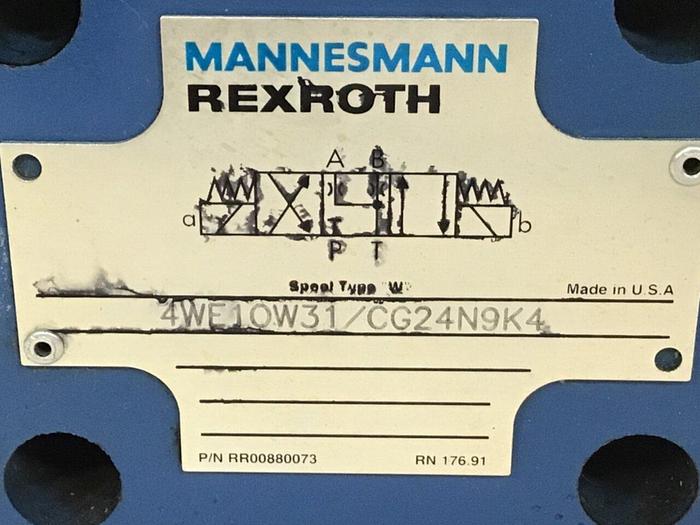 MANNESMANN
REXROTH
A B
a b
P T
Spool Type "W"
Made in U.S.A
4WE10W31/CG24N9K4
P/N RR00880073 RN 176.91